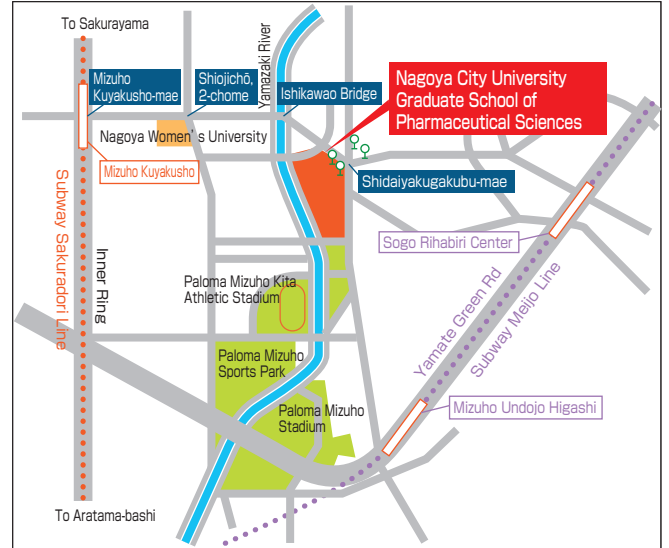 To Sakurayama
Mizuho
Kuyakusho-mae
Shiojichō,
2-chome
Yamazaki River
Ishikawao Bridge
Nagoya City University
Graduate School of
Pharmaceutical Sciences
Nagoya Women's University
Mizuho Kuyakusho
Shidaiyakugakubu-mae
Subway Sakuradori Line
Inner Ring
Sogo Rihabiri Center
Paloma Mizuho Kita
Athletic Stadium
Yamate Green Rd
Subway Meijo Line
Paloma Mizuho
Sports Park
Paloma Mizuho
Stadium
Mizuho Undojo Higashi
To Aratama-bashi